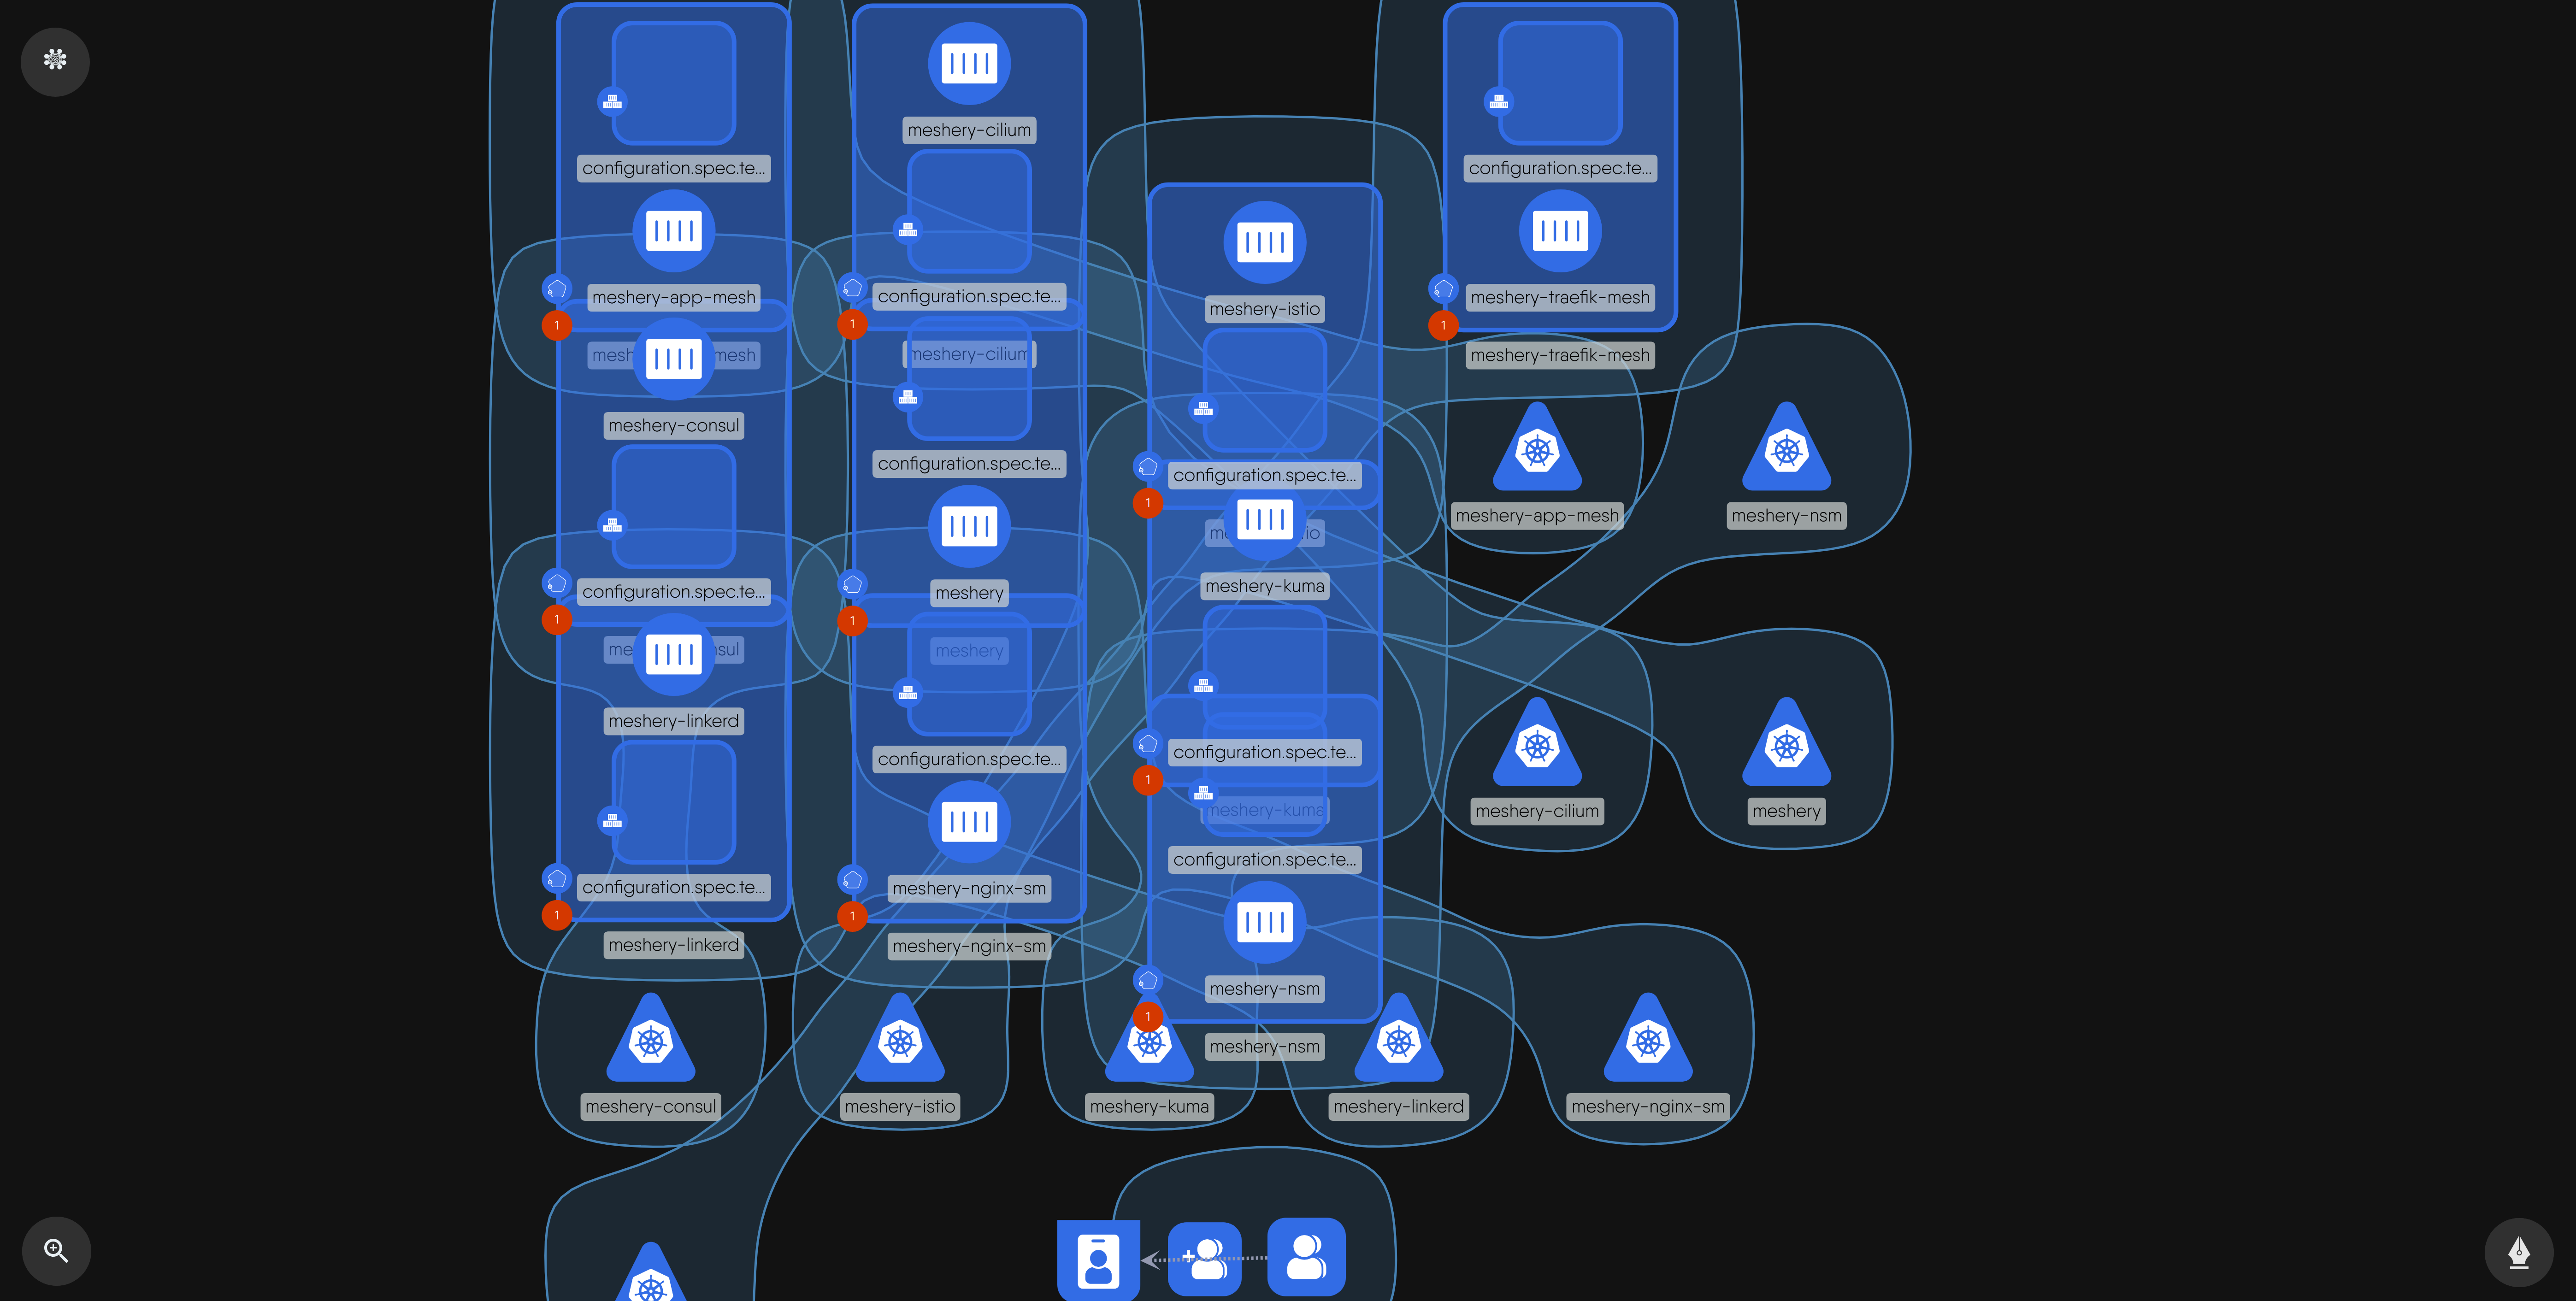 configuration.spec.te...
meshery-app-mesh
1
mesh mesh
meshery-consul
configuration.spec.te...
1
me sul
meshery-linkerd
configuration.spec.te...
1
meshery-linkerd
meshery-cilium
configuration.spec.te...
1
meshery-cilium
configuration.spec.te...
meshery
1
meshery
configuration.spec.te...
meshery-nginx-sm
1
meshery-nginx-sm
meshery-istio
configuration.spec.te...
1
me io
meshery-kuma
configuration.spec.te...
1
meshery-kuma
configuration.spec.te...
meshery-nsm
1
meshery-nsm
configuration.spec.te...
meshery-traefik-mesh
1
meshery-traefik-mesh
meshery-app-mesh
meshery-nsm
meshery-cilium
meshery
meshery-consul
meshery-istio
meshery-kuma
meshery-linkerd
meshery-nginx-sm